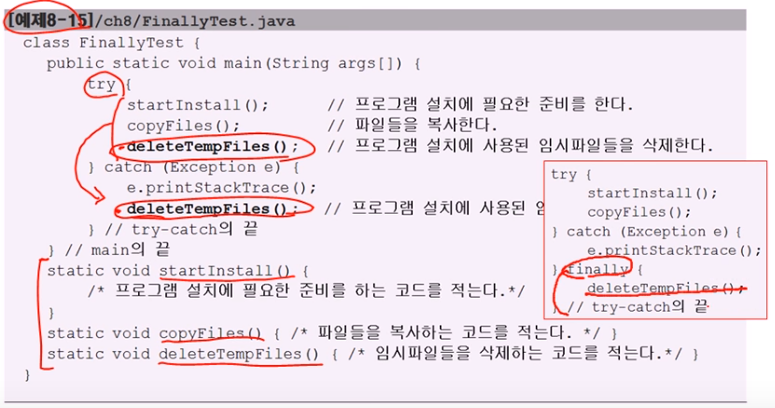 [예제8-15]/ch8/FinallyTest.java
class FinallyTest {
public static void main(String args[]) {
try {
startInstall(); // 프로그램 설치에 필요한 준비를 한다.
copyFiles(); // 파일들을 복사한다.
deleteTempFiles(); // 프로그램 설치에 사용된 임시파일들을 삭제한다.
} catch (Exception e) {
e.printStackTrace();
deleteTempFiles(); // 프로그램 설치에 사용된
} // try-catch의 끝
} // main의 끝
static void startInstall() {
/* 프로그램 설치에 필요한 준비를 하는 코드를 적는다.*/
}
static void copyFiles() { /* 파일들을 복사하는 코드를 적는다. */ }
static void deleteTempFiles() { /* 임시파일들을 삭제하는 코드를 적는다.*/ }
}
try {
startInstall();
copyFiles();
} catch (Exception e) {
e.printStackTrace();
} finally {
deleteTempFiles();
} // try-catch의 끝